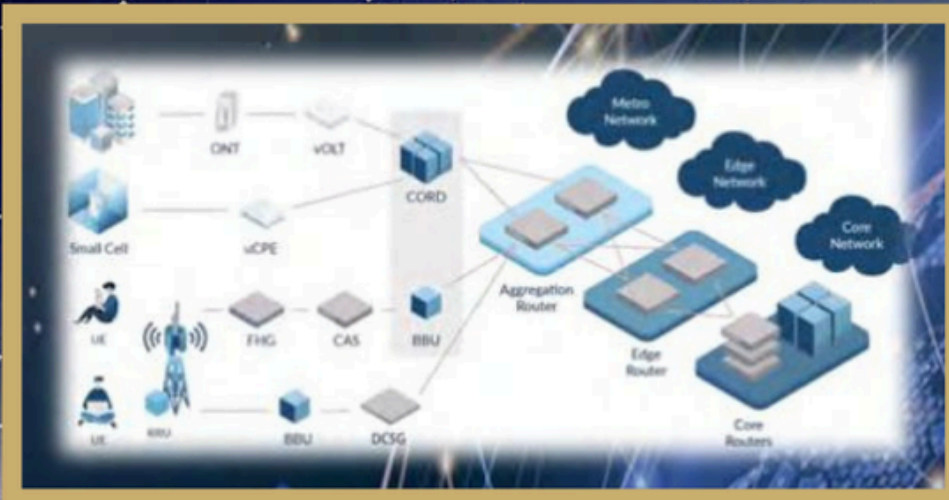 Metro
Network
Edge
Network
Core
Network
ONT
vOLT
CORD
Small Cell
uCPE
Aggregation
Router
UE
FHG
CAS
BBU
Edge
Router
UE
RRU
BBU
DCSG
Core
Routers